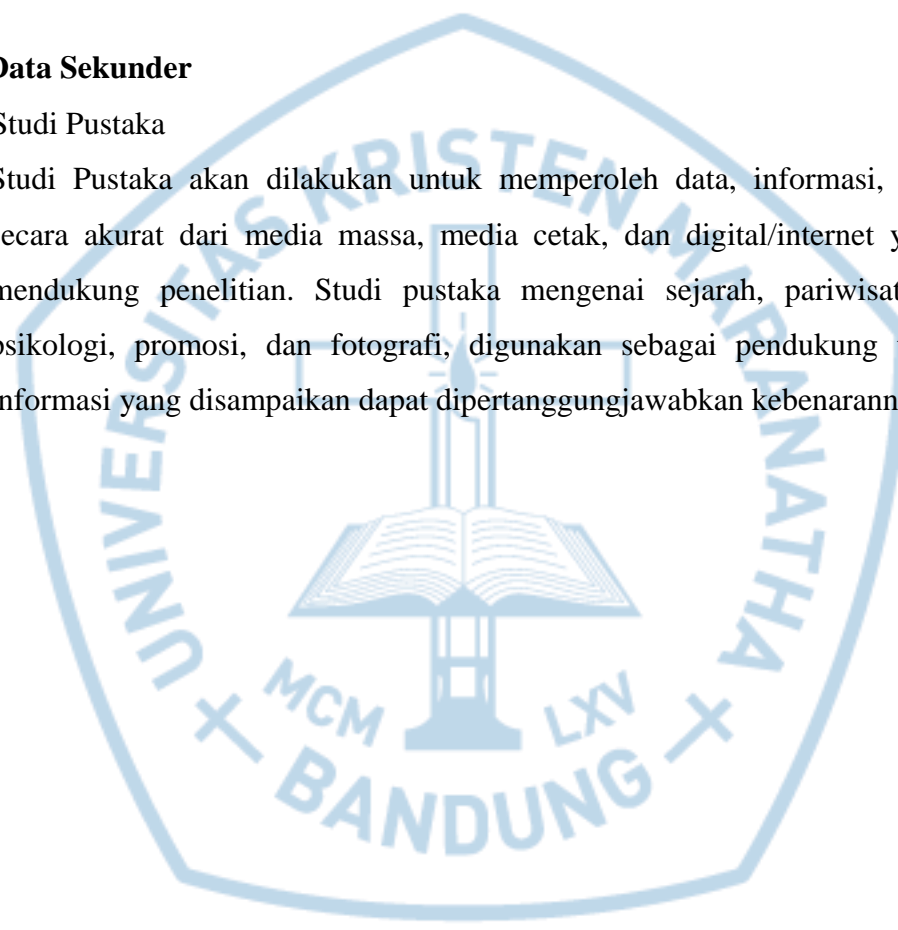 Data Sekunder
Studi Pustaka
Studi Pustaka akan dilakukan untuk memperoleh data, informasi,
secara akurat dari media massa, media cetak, dan digital/internet
mendukung penelitian. Studi pustaka mengenai sejarah, pariwisat
psikologi, promosi, dan fotografi, digunakan sebagai pendukung
informasi yang disampaikan dapat dipertanggungjawabkan kebenarann
UNIVERSITAS KRISTEN MARANATHA
MCM LXV
BANDUNG